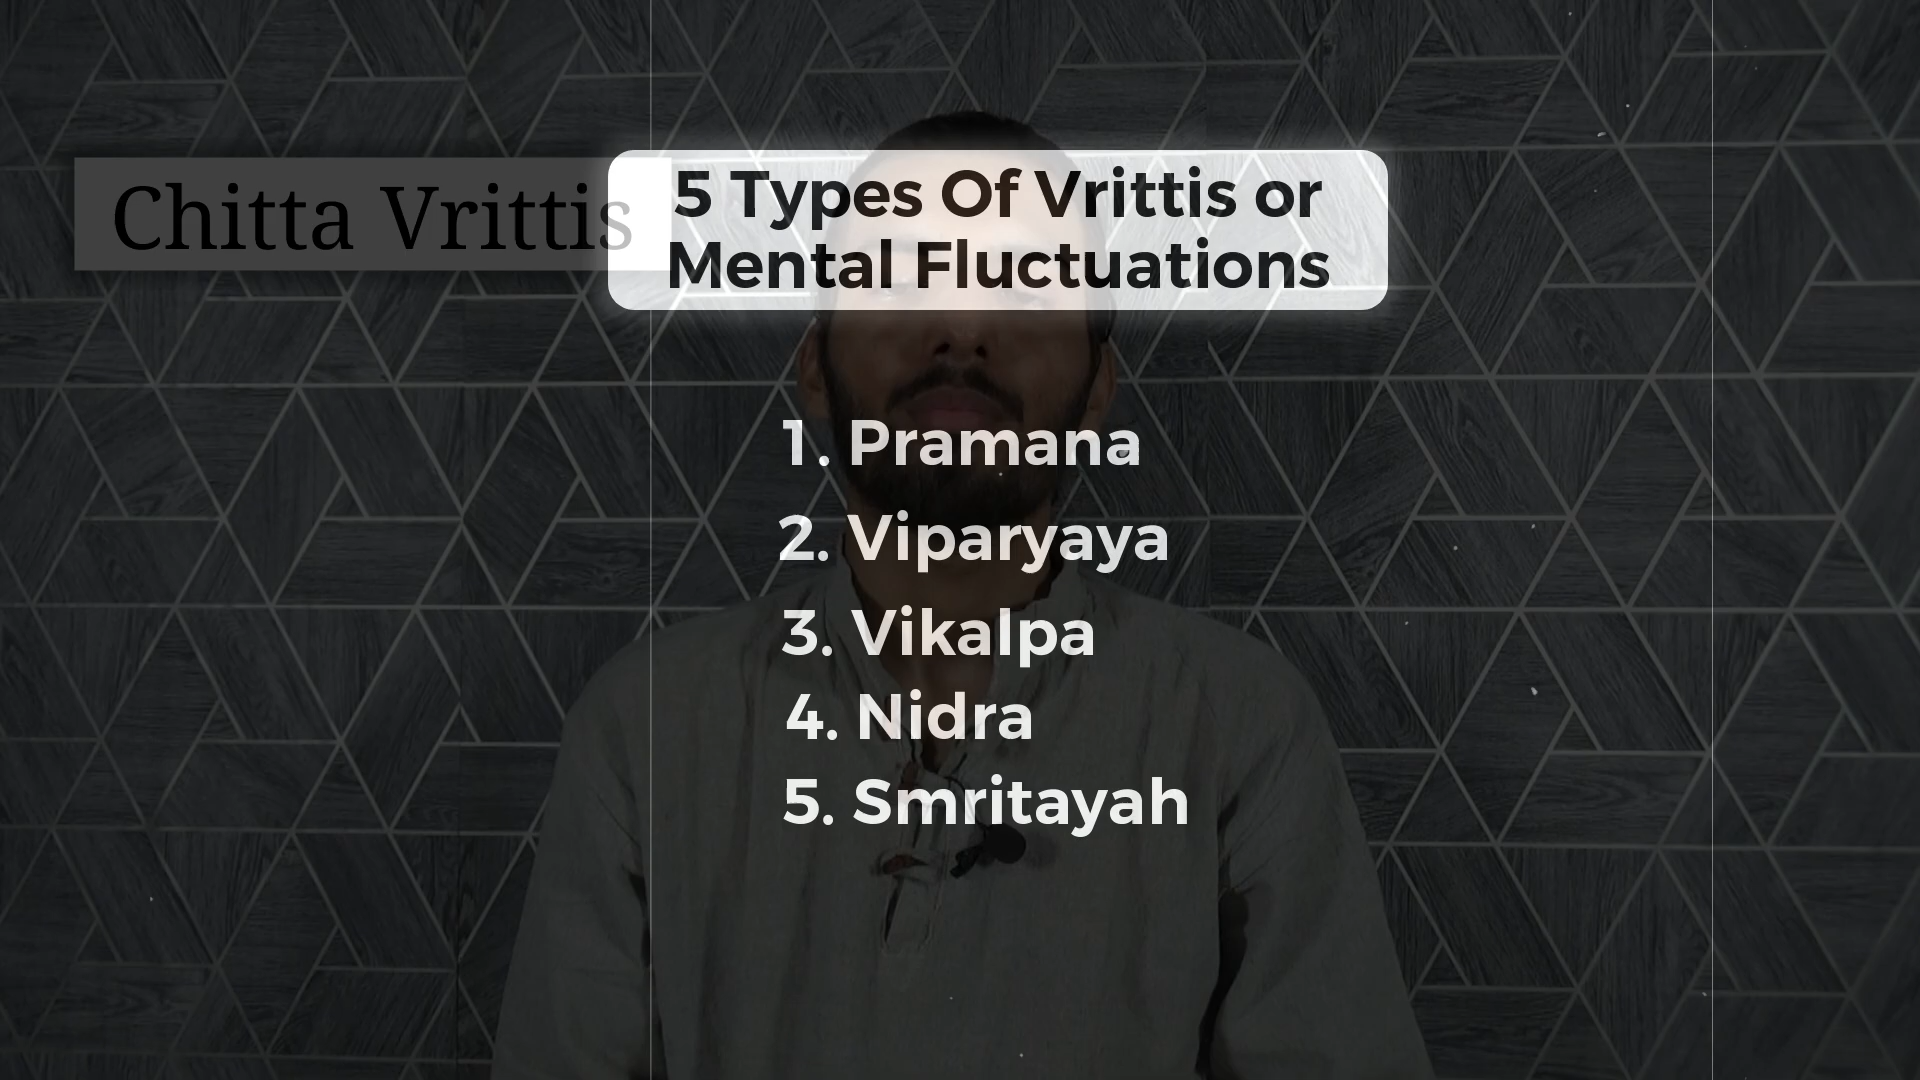 Chitta Vrittis
5 Types Of Vrittis or
Mental Fluctuations
1. Pramana
2. Viparyaya
3. Vikalpa
4. Nidra
5. Smritayah